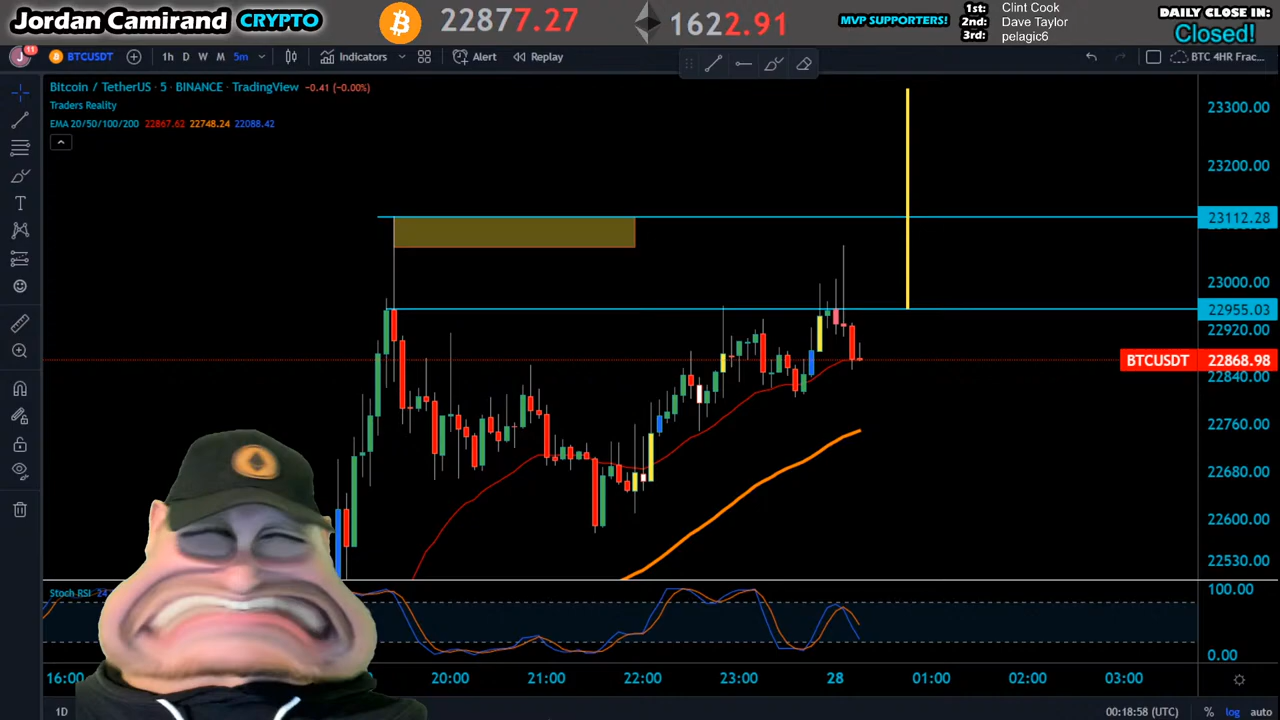 Jordan Camirand CRYPTO
22877.27
1622.91
MVP SUPPORTERS!
1st: Clint Cook
2nd: Dave Taylor
3rd: pelagic6
DAILY CLOSE IN:
Closed!
J 11 BTCUSDT 1h D W M 5m Indicators Alert Replay BTC 4HR Frac...
Bitcoin / TetherUS · 5 · BINANCE · TradingView −0.41 (−0.00%)
Traders Reality
EMA 20/50/100/200 22867.62 22748.24 22088.42
23300.00
23200.00
23112.28
23000.00
22955.03
22920.00
BTCUSDT 22868.98
22840.00
22760.00
22680.00
22600.00
22530.00
Stoch RSI
100.00
0.00
16:00 20:00 21:00 22:00 23:00 28 01:00 02:00 03:00
1D 00:18:58 (UTC) % log auto